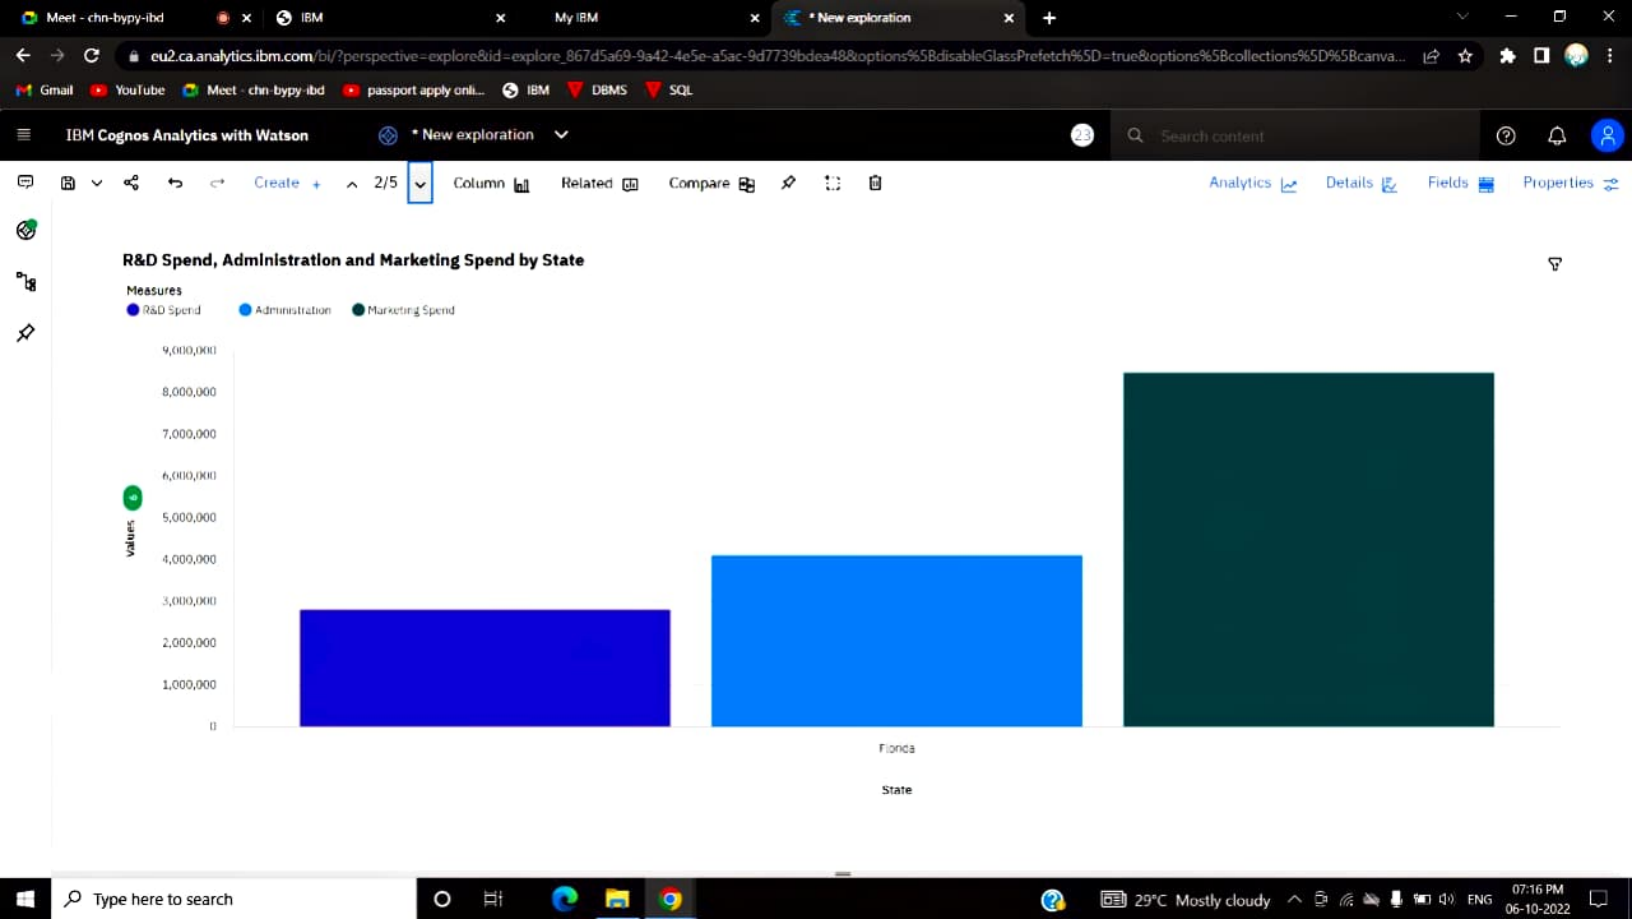 Meet - chn-bypy-ibd
IBM
My IBM
* New exploration
eu2.ca.analytics.ibm.com/bi/?perspective=explore&id=explore_867d5a69-9a42-4e5e-a5ac-9d7739bdea48&options%5BdisableGlassPrefetch%5D=true&options%5Bcollections%5D%5Bcanva...
Gmail
YouTube
Meet - chn-bypy-ibd
passport apply onli...
IBM
DBMS
SQL
IBM Cognos Analytics with Watson
* New exploration
23
Search content
Create
2/5
Column
Related
Compare
Analytics
Details
Fields
Properties
R&D Spend, Administration and Marketing Spend by State
Measures
R&D Spend
Administration
Marketing Spend
9,000,000
8,000,000
7,000,000
6,000,000
5,000,000
4,000,000
3,000,000
2,000,000
1,000,000
0
Values
Florida
State
Type here to search
29°C Mostly cloudy
ENG
07:16 PM
06-10-2022